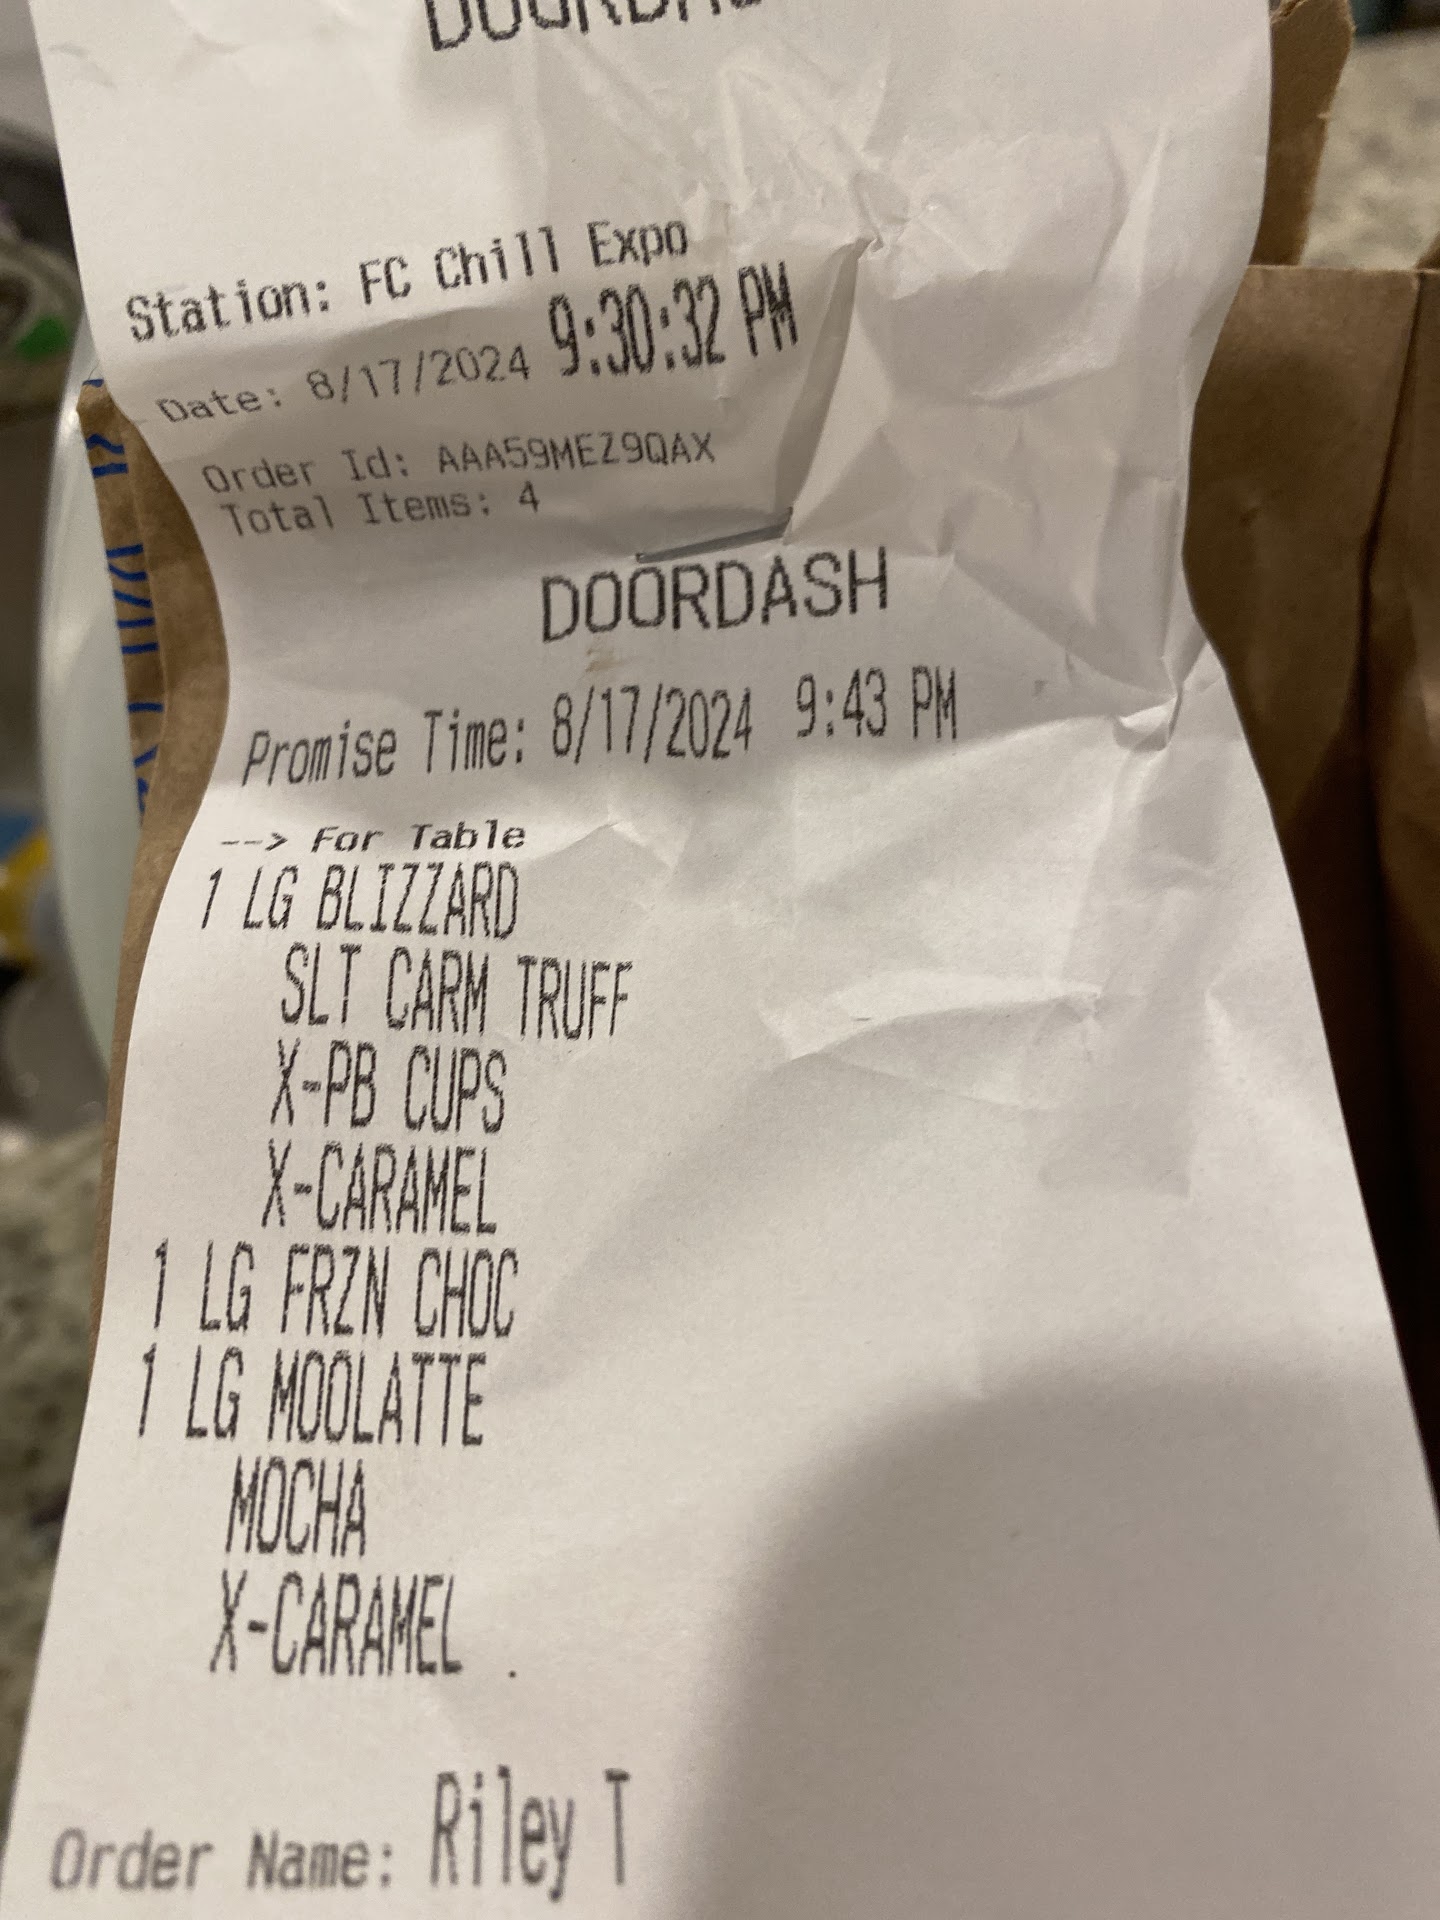 Station: FC Chill Expo
Date: 8/17/2024 9:30:32 PM
Order Id: AAA59MEZ9QAX
Total Items: 4
DOORDASH
Promise Time: 8/17/2024 9:43 PM
--> For Table
1 LG BLIZZARD
SLT CARM TRUFF
X-PB CUPS
X-CARAMEL
1 LG FRZN CHOC
1 LG MOOLATTE
MOCHA
X-CARAMEL .
Order Name: Riley T